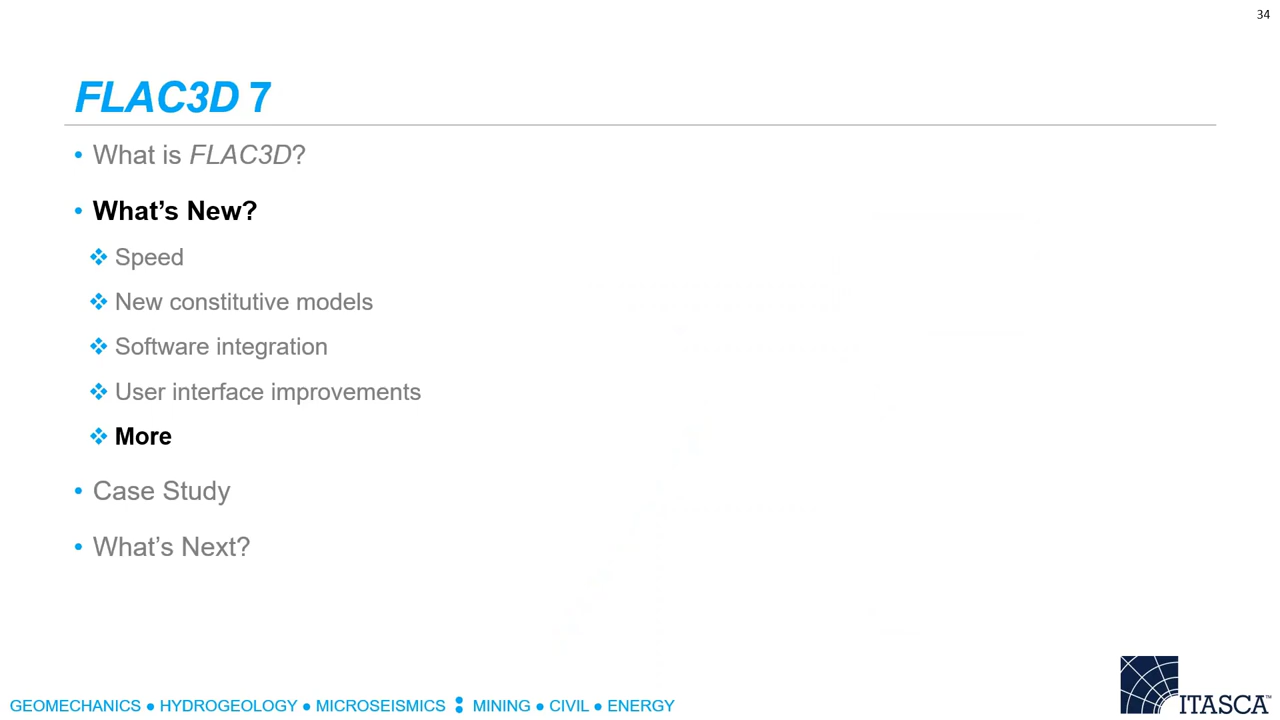 34
FLAC3D 7
• What is FLAC3D?
• What’s New?
❖ Speed
❖ New constitutive models
❖ Software integration
❖ User interface improvements
❖ More
• Case Study
• What’s Next?
GEOMECHANICS ● HYDROGEOLOGY ● MICROSEISMICS : MINING ● CIVIL ● ENERGY
ITASCA™